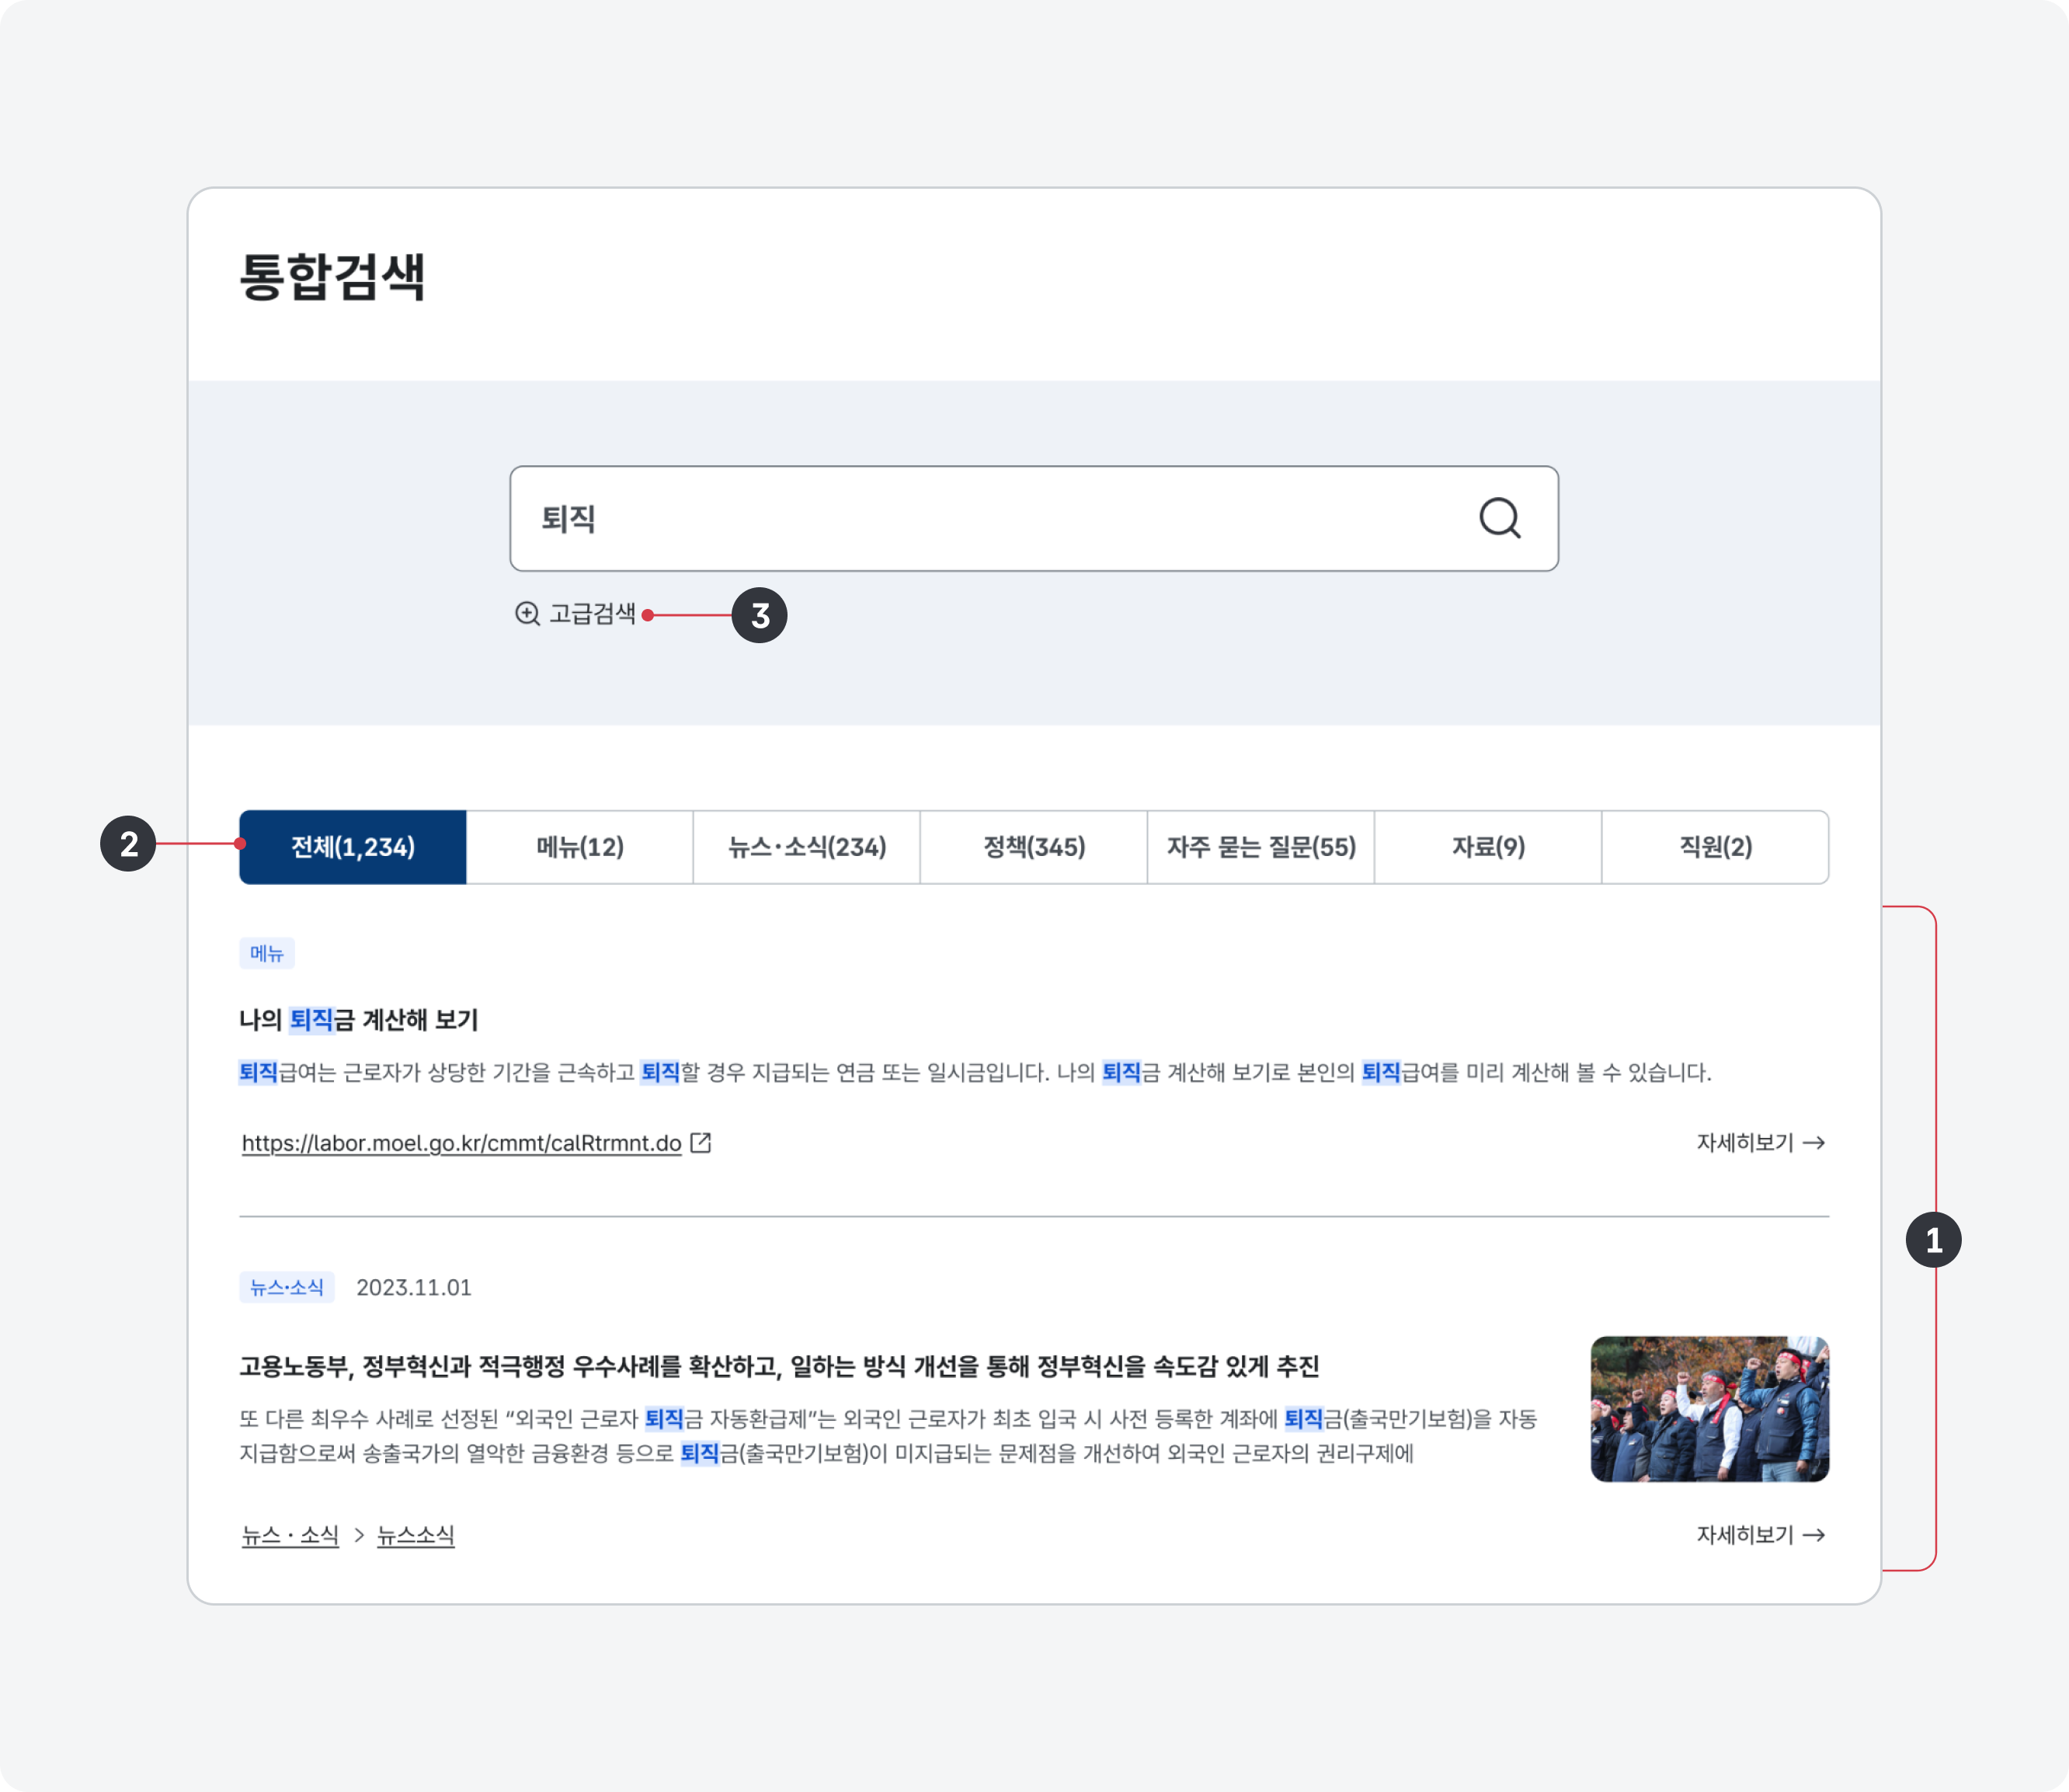 통합검색
퇴직
고급검색
3
2
전체(1,234)
메뉴(12)
뉴스·소식(234)
정책(345)
자주 묻는 질문(55)
자료(9)
직원(2)
메뉴
나의 퇴직금 계산해 보기
퇴직급여는 근로자가 상당한 기간을 근속하고 퇴직할 경우 지급되는 연금 또는 일시금입니다. 나의 퇴직금 계산해 보기로 본인의 퇴직급여를 미리 계산해 볼 수 있습니다.
https://labor.moel.go.kr/cmmt/calRtrmnt.do
자세히보기
1
뉴스·소식
2023.11.01
고용노동부, 정부혁신과 적극행정 우수사례를 확산하고, 일하는 방식 개선을 통해 정부혁신을 속도감 있게 추진
또 다른 최우수 사례로 선정된 “외국인 근로자 퇴직금 자동환급제”는 외국인 근로자가 최초 입국 시 사전 등록한 계좌에 퇴직금(출국만기보험)을 자동
지급함으로써 송출국가의 열악한 금융환경 등으로 퇴직금(출국만기보험)이 미지급되는 문제점을 개선하여 외국인 근로자의 권리구제에
뉴스 · 소식 > 뉴스소식
자세히보기